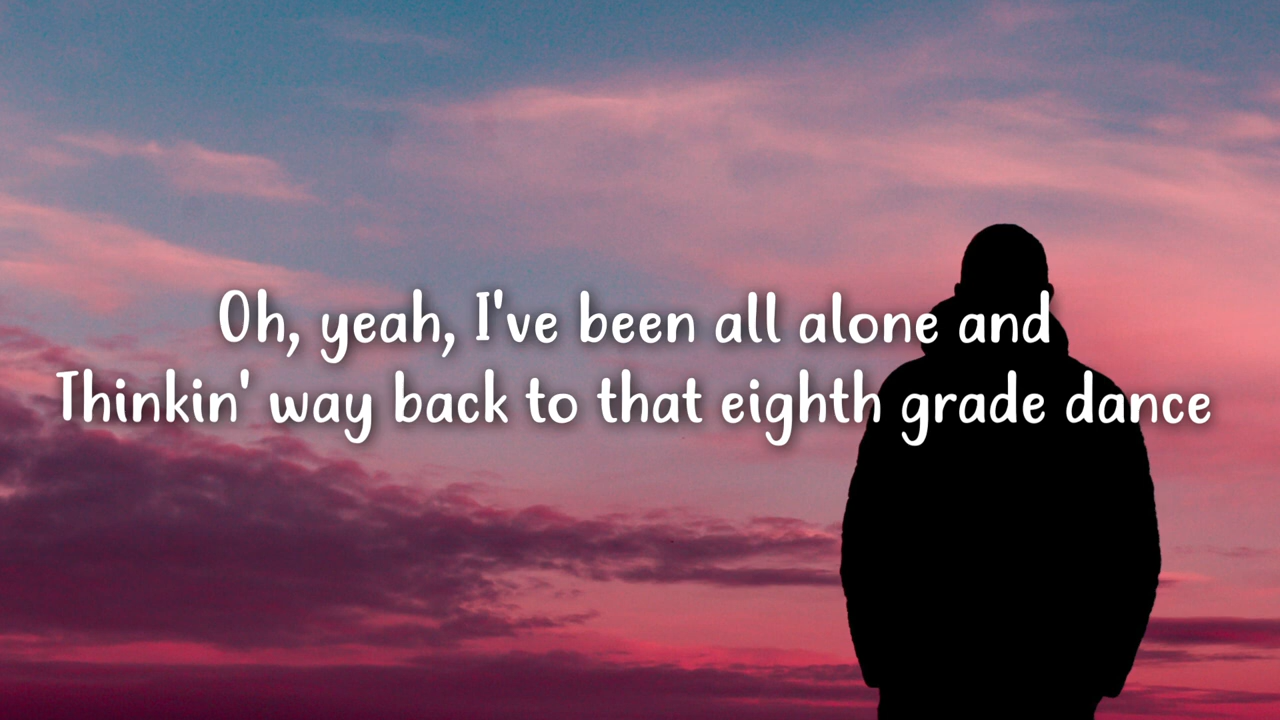 Oh, yeah, I've been all alone and
Thinkin' way back to that eighth grade dance